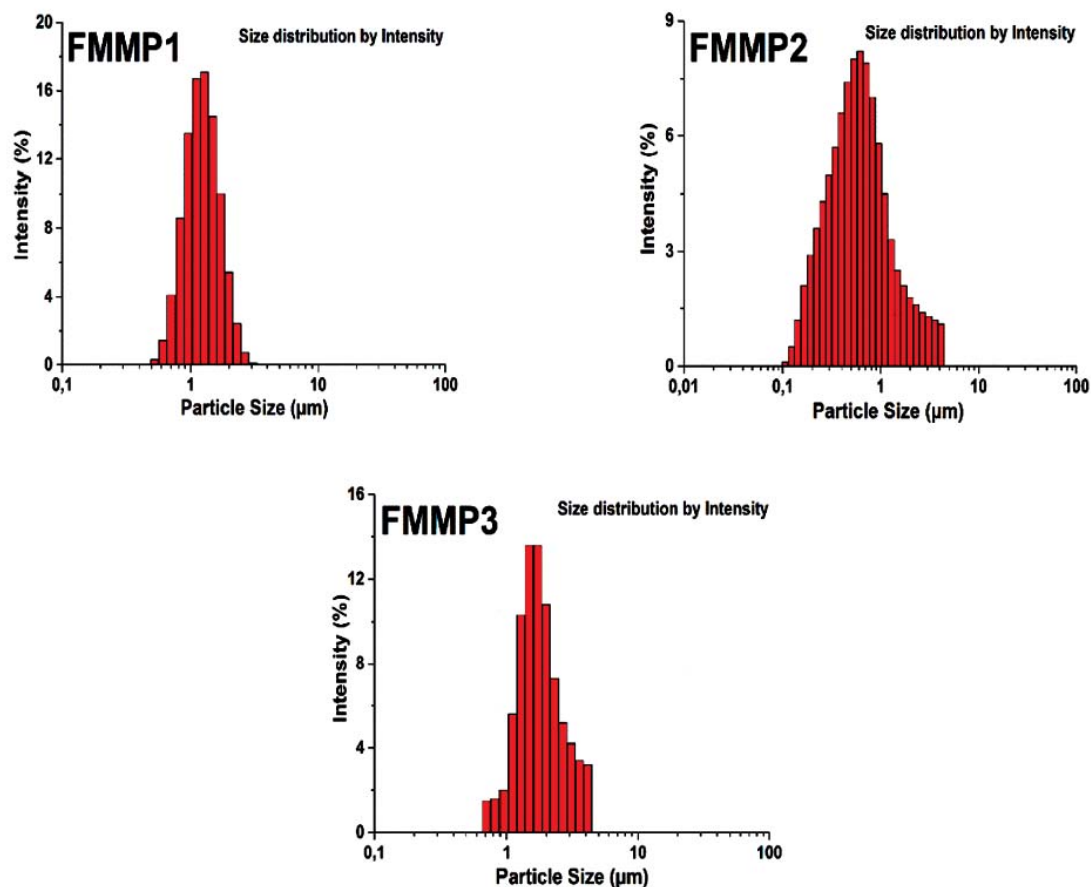 FMMP1
Size distribution by Intensity
20
16
12
8
4
0
Intensity (%)
0,1
1
10
100
Particle Size (µm)
FMMP2
Size distribution by Intensity
9
6
3
0
Intensity (%)
0,01
0,1
1
10
100
Particle Size (µm)
FMMP3
Size distribution by Intensity
16
12
8
4
0
Intensity (%)
0,1
1
10
100
Particle Size (µm)